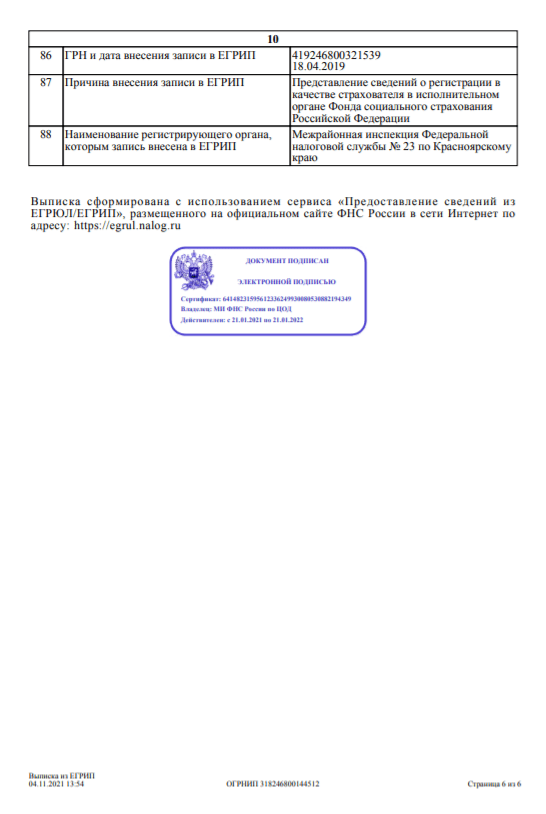 10
86 ГРН и дата внесения записи в ЕГРИП 419246800321539
18.04.2019
87 Причина внесения записи в ЕГРИП Представление сведений о регистрации в
качестве страхователя в исполнительном
органе Фонда социального страхования
Российской Федерации
88 Наименование регистрирующего органа, Межрайонная инспекция Федеральной
которым запись внесена в ЕГРИП налоговой службы № 23 по Красноярскому
краю
Выписка сформирована с использованием сервиса «Предоставление сведений из
ЕГРЮЛ/ЕГРИП», размещенного на официальном сайте ФНС России в сети Интернет по
адресу: https://egrul.nalog.ru
ДОКУМЕНТ ПОДПИСАН
ЭЛЕКТРОННОЙ ПОДПИСЬЮ
Сертификат: 64148231595612336249930080530882194349
Владелец: МИ ФНС России по ЦОД
Действителен: с 21.01.2021 по 21.01.2022
Выписка из ЕГРИП
04.11.2021 13:54 ОГРНИП 318246800144512 Страница 6 из 6